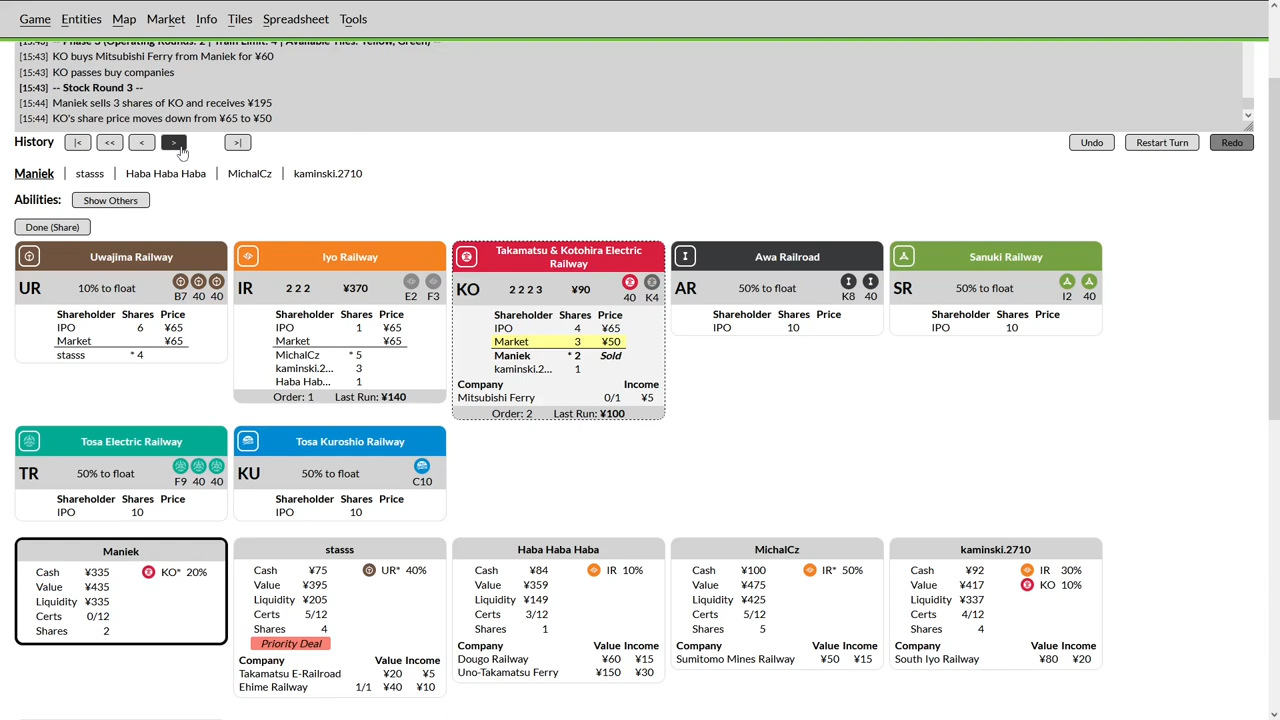 Game Entities Map Market Info Tiles Spreadsheet Tools
-- Phase 3 (Operating Rounds: 2 | Train Limit: 4 | Available Tiles: Yellow, Green) --
[15:43] KO buys Mitsubishi Ferry from Maniek for ¥60
[15:43] KO passes buy companies
[15:43] -- Stock Round 3 --
[15:44] Maniek sells 3 shares of KO and receives ¥195
[15:44] KO's share price moves down from ¥65 to ¥50
History |< << < > >| Undo Restart Turn Redo
Maniek | stasss | Haba Haba Haba | MichalCz | kaminski.2710
Abilities: Show Others
Done (Share)
Uwajima Railway
UR 10% to float B7 40 40
Shareholder Shares Price
IPO 6 ¥65
Market ¥65
stasss * 4
Iyo Railway
IR 2 2 2 ¥370 E2 F3
Shareholder Shares Price
IPO 1 ¥65
Market ¥65
MichalCz * 5
kaminski.2... 3
Haba Hab... 1
Order: 1 Last Run: ¥140
Takamatsu & Kotohira Electric
Railway
KO 2 2 2 3 ¥90 40 K4
Shareholder Shares Price
IPO 4 ¥65
Market 3 ¥50
Maniek * 2 Sold
kaminski.2... 1
Company Income
Mitsubishi Ferry 0/1 ¥5
Order: 2 Last Run: ¥100
Awa Railroad
AR 50% to float K8 40
Shareholder Shares Price
IPO 10
Sanuki Railway
SR 50% to float I2 40
Shareholder Shares Price
IPO 10
Tosa Electric Railway
TR 50% to float F9 40 40
Shareholder Shares Price
IPO 10
Tosa Kuroshio Railway
KU 50% to float C10
Shareholder Shares Price
IPO 10
Maniek
Cash ¥335 KO* 20%
Value ¥435
Liquidity ¥335
Certs 0/12
Shares 2
stasss
Cash ¥75 UR* 40%
Value ¥395
Liquidity ¥205
Certs 5/12
Shares 4
Priority Deal
Company Value Income
Takamatsu E-Railroad ¥20 ¥5
Ehime Railway 1/1 ¥40 ¥10
Haba Haba Haba
Cash ¥84 IR 10%
Value ¥359
Liquidity ¥149
Certs 3/12
Shares 1
Company Value Income
Dougo Railway ¥60 ¥15
Uno-Takamatsu Ferry ¥150 ¥30
MichalCz
Cash ¥100 IR* 50%
Value ¥475
Liquidity ¥425
Certs 5/12
Shares 5
Company Value Income
Sumitomo Mines Railway ¥50 ¥15
kaminski.2710
Cash ¥92 IR 30%
Value ¥417 KO 10%
Liquidity ¥337
Certs 4/12
Shares 4
Company Value Income
South Iyo Railway ¥80 ¥20